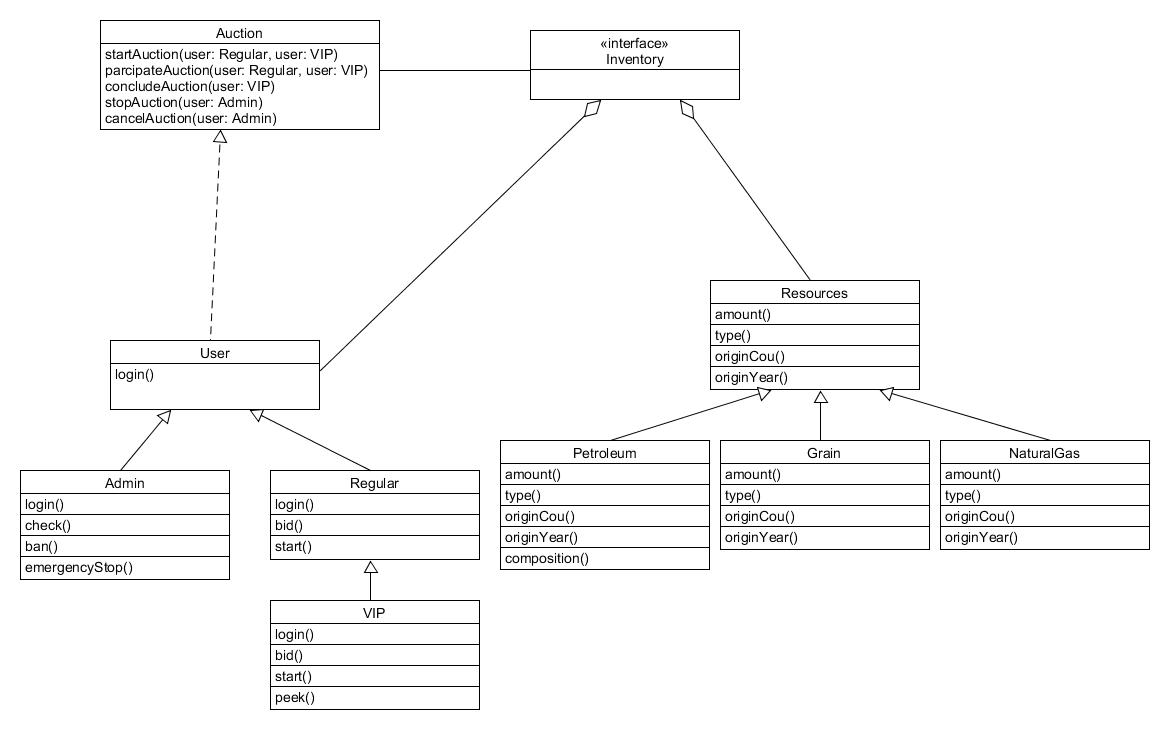 Auction
startAuction(user: Regular, user: VIP)
parcipateAuction(user: Regular, user: VIP)
concludeAuction(user: VIP)
stopAuction(user: Admin)
cancelAuction(user: Admin)
«interface»
Inventory
Resources
amount()
type()
originCou()
originYear()
User
login()
Admin
login()
check()
ban()
emergencyStop()
Regular
login()
bid()
start()
VIP
login()
bid()
start()
peek()
Petroleum
amount()
type()
originCou()
originYear()
composition()
Grain
amount()
type()
originCou()
originYear()
NaturalGas
amount()
type()
originCou()
originYear()